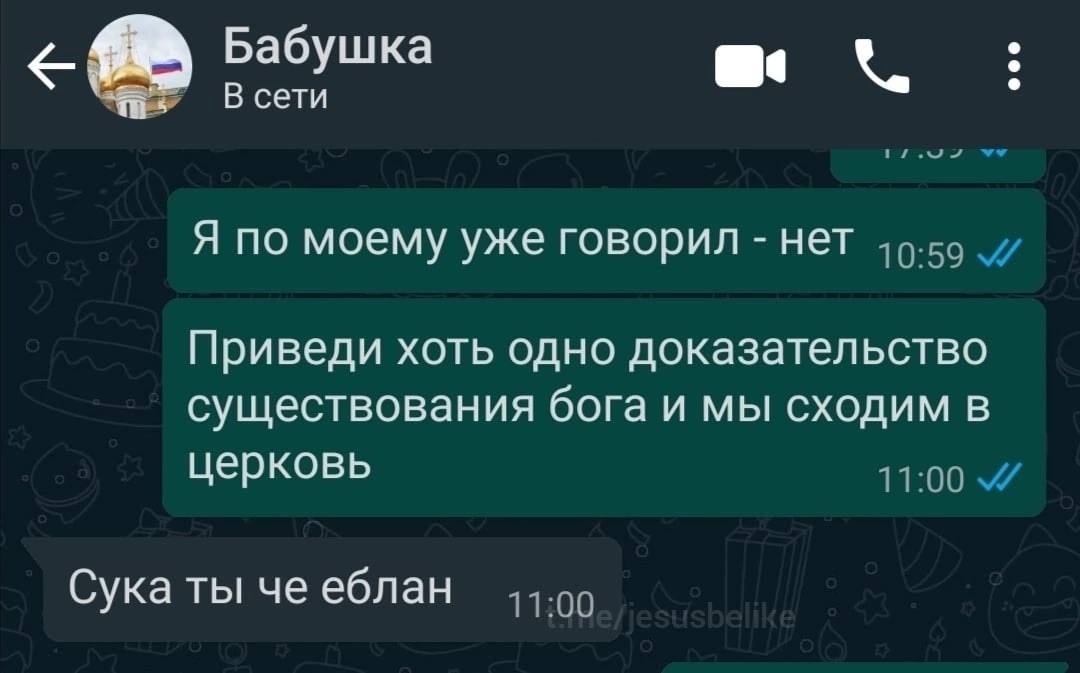 Бабушка
В сети
Я по моему уже говорил - нет 10:59
Приведи хоть одно доказательство
существования бога и мы сходим в
церковь 11:00
Сука ты че еблан 11:00
t.me/jesusbelike